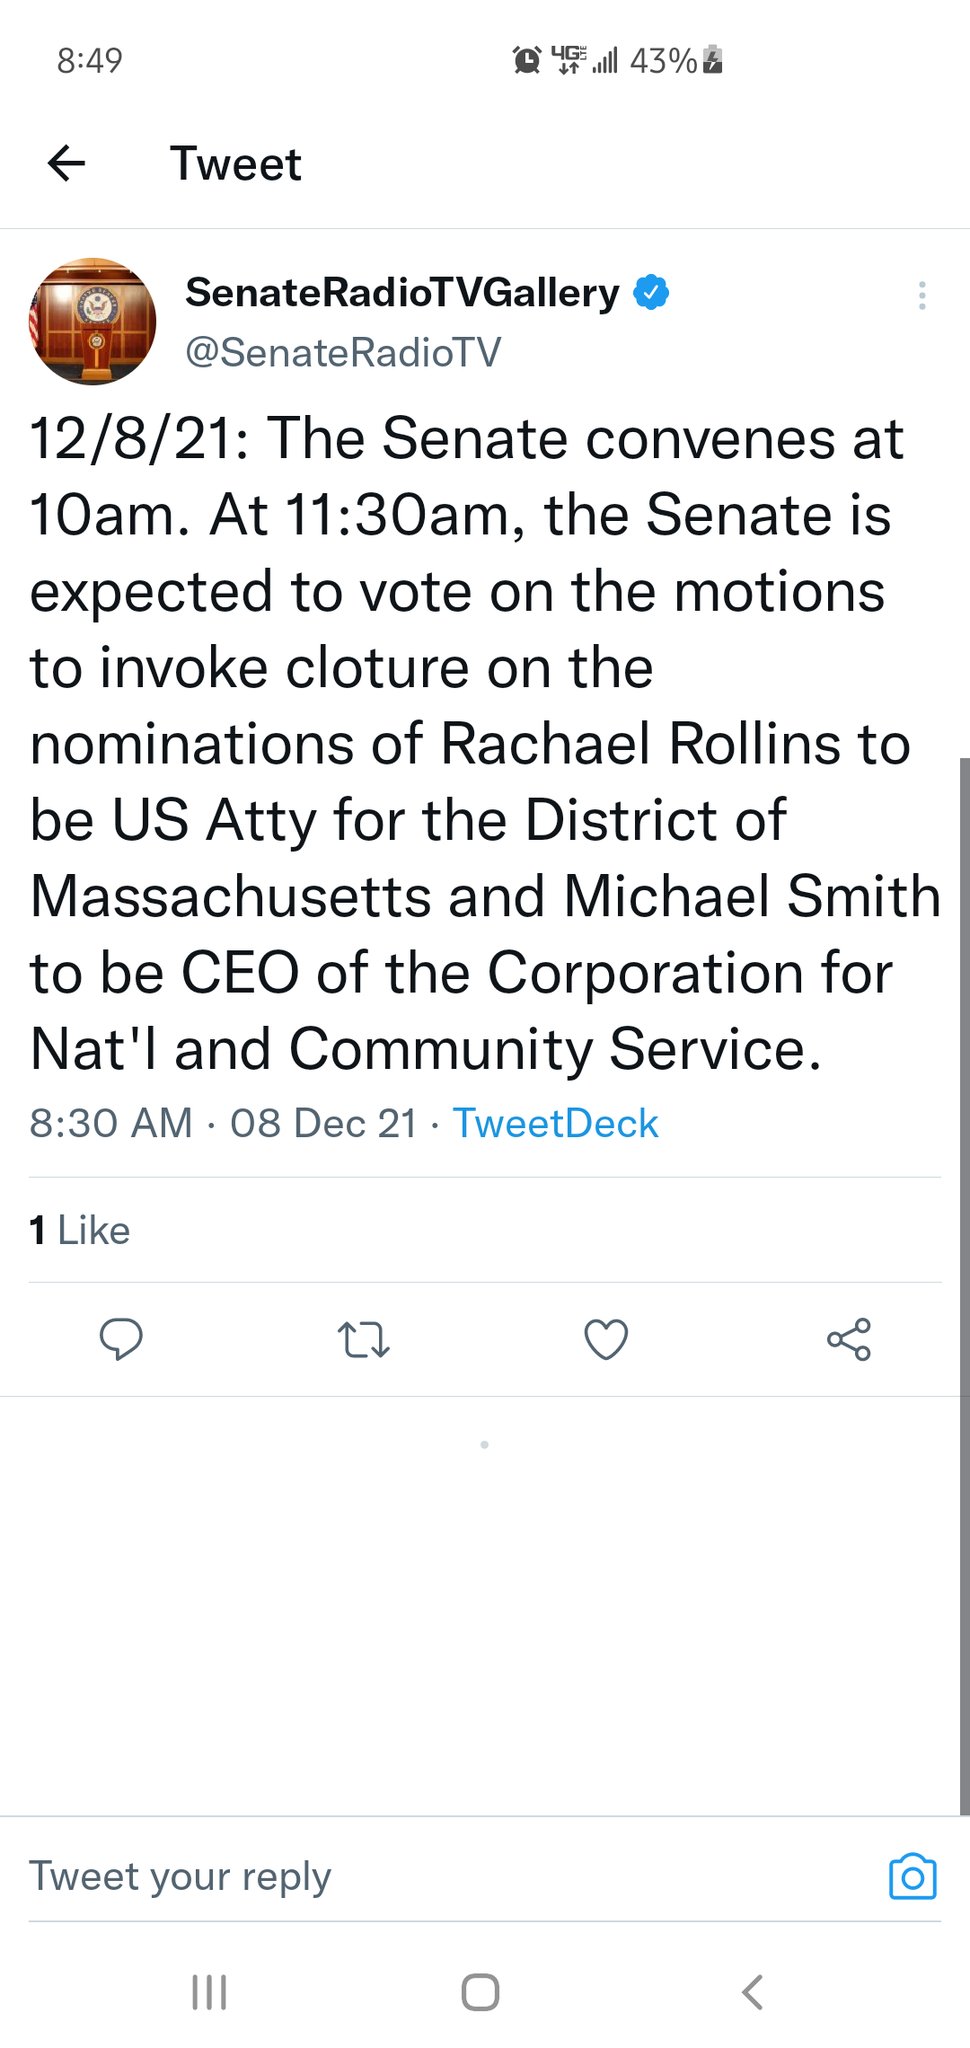 8:49 4G LTE 43%
Tweet
SenateRadioTVGallery
@SenateRadioTV
12/8/21: The Senate convenes at
10am. At 11:30am, the Senate is
expected to vote on the motions
to invoke cloture on the
nominations of Rachael Rollins to
be US Atty for the District of
Massachusetts and Michael Smith
to be CEO of the Corporation for
Nat'l and Community Service.
8:30 AM · 08 Dec 21 · TweetDeck
1 Like
Tweet your reply